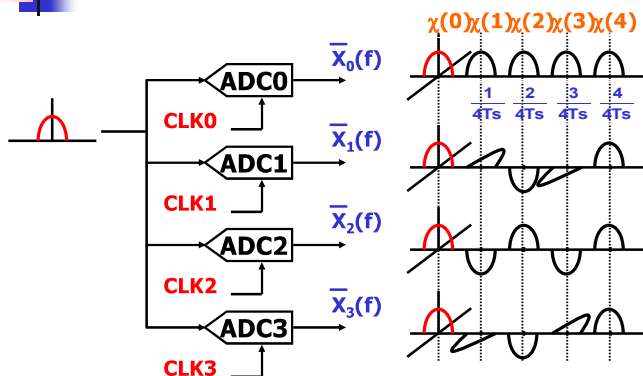 χ(0) χ(1) χ(2) χ(3) χ(4)
X̅₀(f)
ADC0
CLK0
1/4Ts 2/4Ts 3/4Ts 4/4Ts
X̅₁(f)
ADC1
CLK1
X̅₂(f)
ADC2
CLK2
X̅₃(f)
ADC3
CLK3